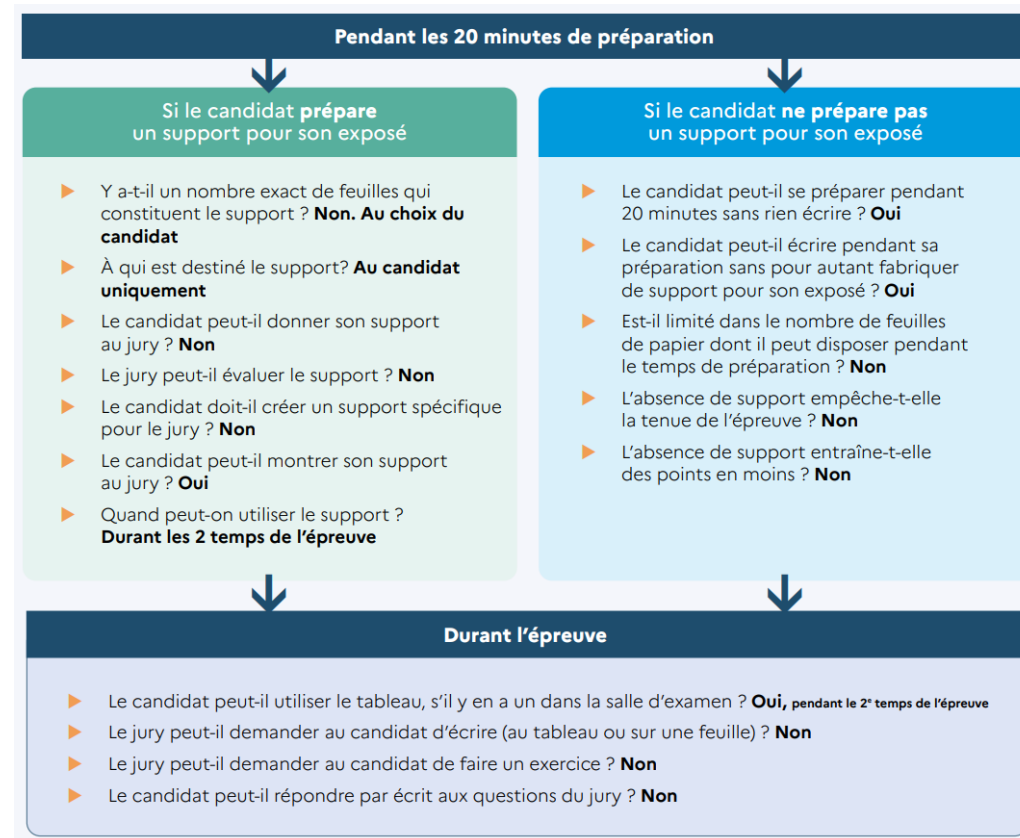 Pendant les 20 minutes de préparation
Si le candidat prépare
un support pour son exposé
Y a-t-il un nombre exact de feuilles qui
constituent le support ? Non. Au choix du
candidat
À qui est destiné le support? Au candidat
uniquement
Le candidat peut-il donner son support
au jury ? Non
Le jury peut-il évaluer le support ? Non
Le candidat doit-il créer un support spécifique
pour le jury ? Non
Le candidat peut-il montrer son support
au jury ? Oui
Quand peut-on utiliser le support ?
Durant les 2 temps de l'épreuve
Si le candidat ne prépare pas
un support pour son exposé
Le candidat peut-il se préparer pendant
20 minutes sans rien écrire ? Oui
Le candidat peut-il écrire pendant sa
préparation sans pour autant fabriquer
de support pour son exposé ? Oui
Est-il limité dans le nombre de feuilles
de papier dont il peut disposer pendant
le temps de préparation ? Non
L'absence de support empêche-t-elle
la tenue de l'épreuve ? Non
L'absence de support entraîne-t-elle
des points en moins ? Non
Durant l'épreuve
Le candidat peut-il utiliser le tableau, s'il y en a un dans la salle d'examen ? Oui, pendant le 2e temps de l'épreuve
Le jury peut-il demander au candidat d'écrire (au tableau ou sur une feuille) ? Non
Le jury peut-il demander au candidat de faire un exercice ? Non
Le candidat peut-il répondre par écrit aux questions du jury ? Non